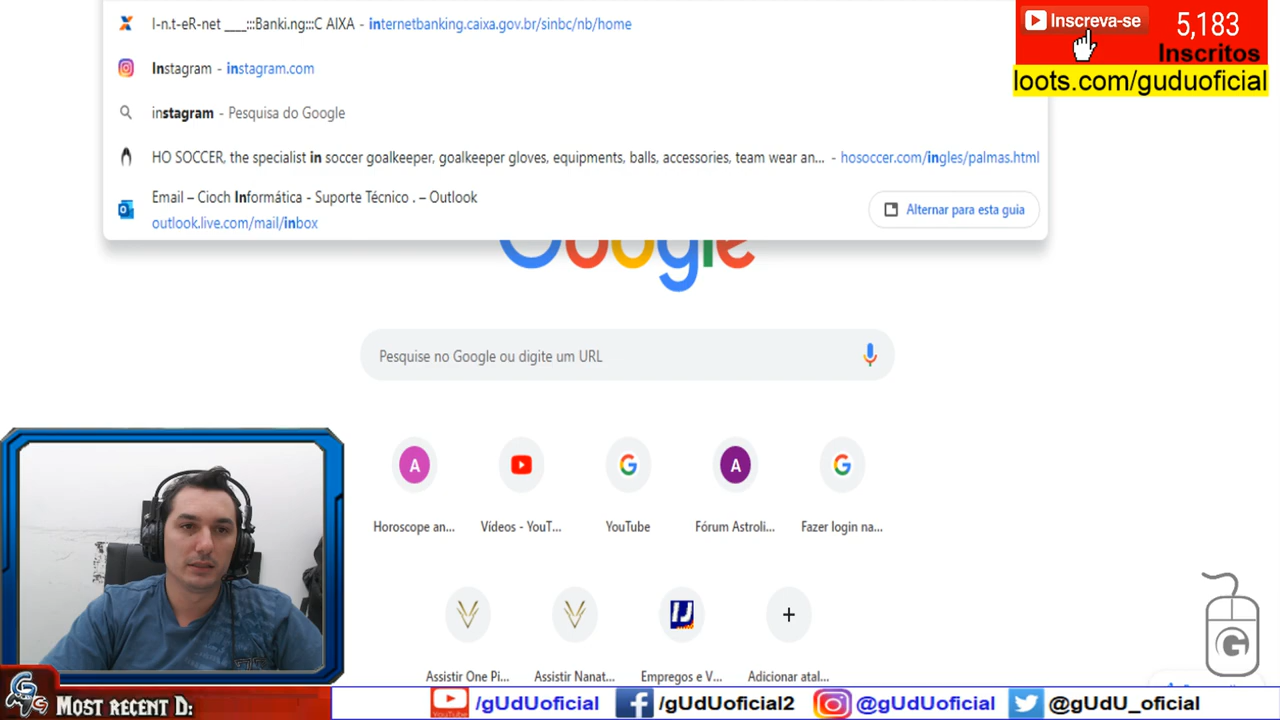 I-n.t-eR-net ____:::Banki.ng:::C AIXA - internetbanking.caixa.gov.br/sinbc/nb/home
Inscreva-se
5,183
Inscritos
loots.com/guduoficial
Instagram - instagram.com
instagram - Pesquisa do Google
HO SOCCER, the specialist in soccer goalkeeper, goalkeeper gloves, equipments, balls, accessories, team wear an... - hosoccer.com/ingles/palmas.html
Email – Cioch Informática - Suporte Técnico . – Outlook
outlook.live.com/mail/inbox
Alternar para esta guia
Google
Pesquise no Google ou digite um URL
A
A
Horoscope an...
Vídeos - YouT...
YouTube
Fórum Astroli...
Fazer login na...
Assistir One Pi...
Assistir Nanat...
Empregos e V...
Adicionar atal...
MOST RECENT D:
/gUdUoficial
/gUdUoficial2
@gUdUoficial
@gUdU_oficial